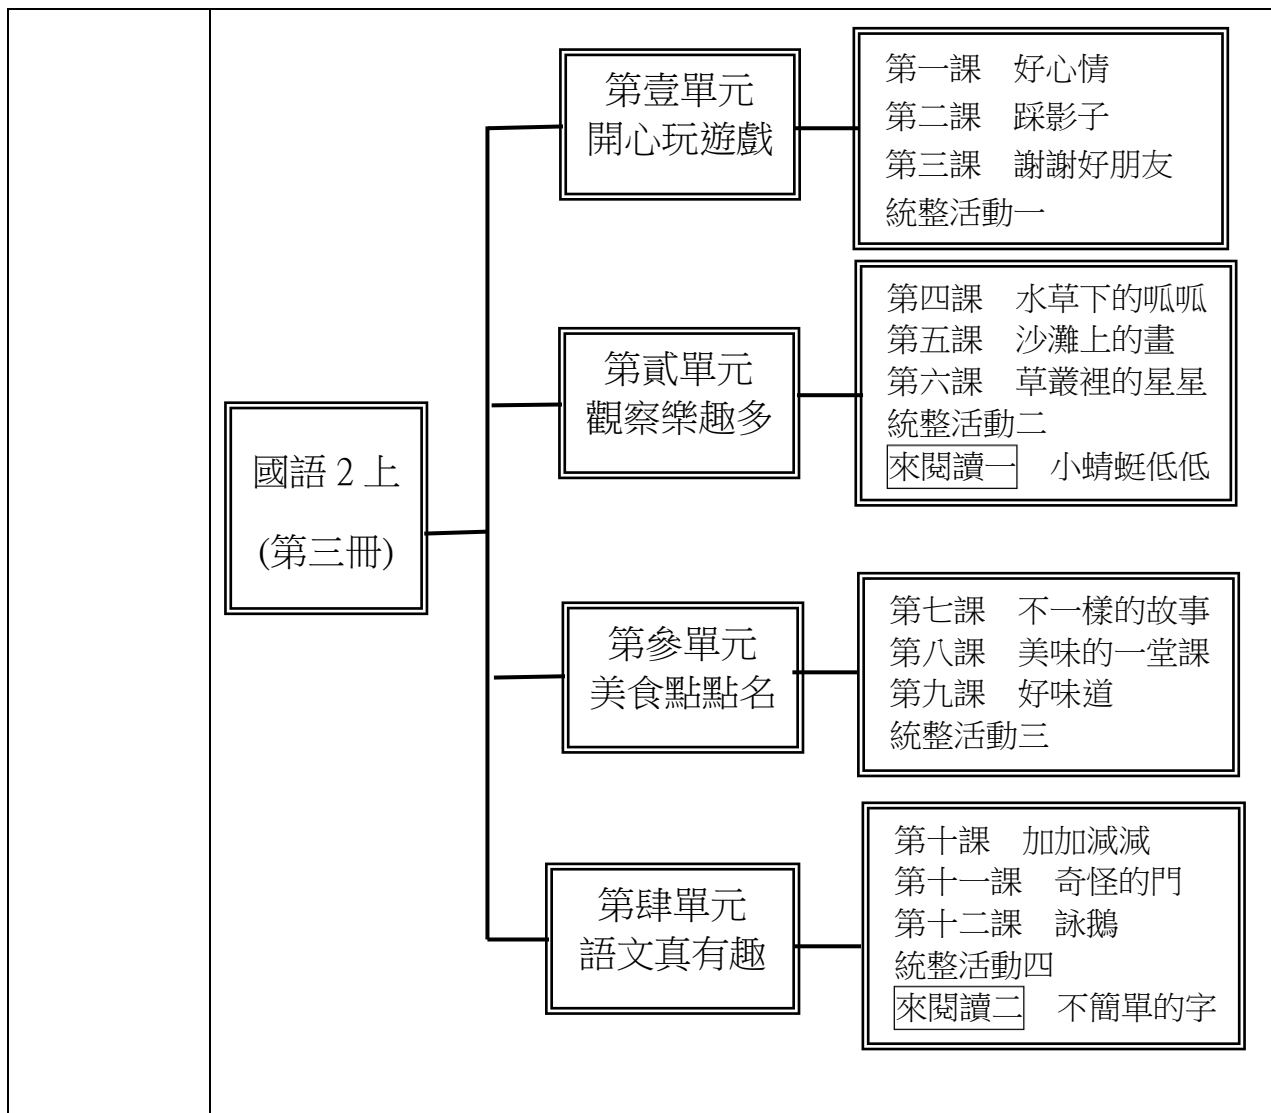 國語 2 上
(第三冊)
第壹單元
開心玩遊戲
第一課　好心情
第二課　踩影子
第三課　謝謝好朋友
統整活動一
第貳單元
觀察樂趣多
第四課　水草下的呱呱
第五課　沙灘上的畫
第六課　草叢裡的星星
統整活動二
來閱讀一　小蜻蜓低低
第參單元
美食點點名
第七課　不一樣的故事
第八課　美味的一堂課
第九課　好味道
統整活動三
第肆單元
語文真有趣
第十課　加加減減
第十一課　奇怪的門
第十二課　詠鵝
統整活動四
來閱讀二　不簡單的字